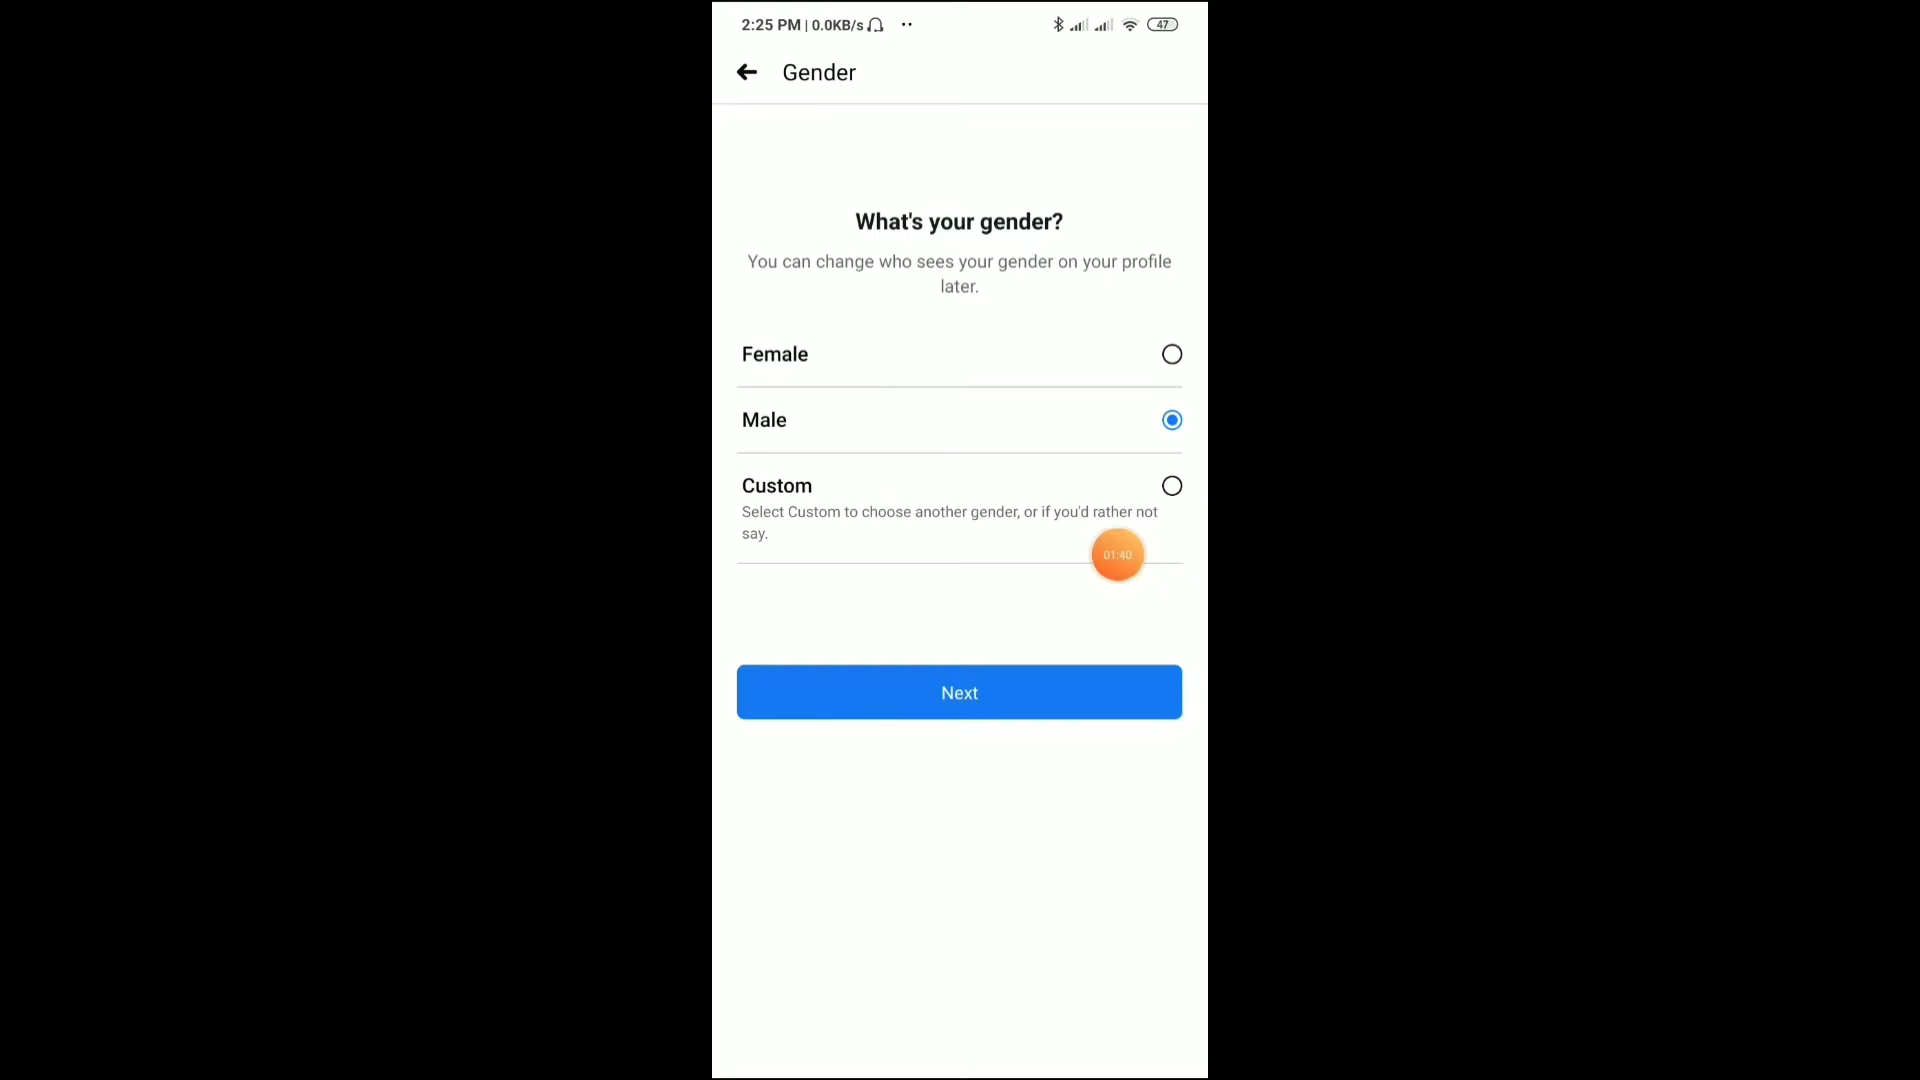 2:25 PM | 0.0KB/s ·· 47
Gender
What's your gender?
You can change who sees your gender on your profile
later.
Female
Male
Custom
Select Custom to choose another gender, or if you'd rather not
say.
01:40
Next